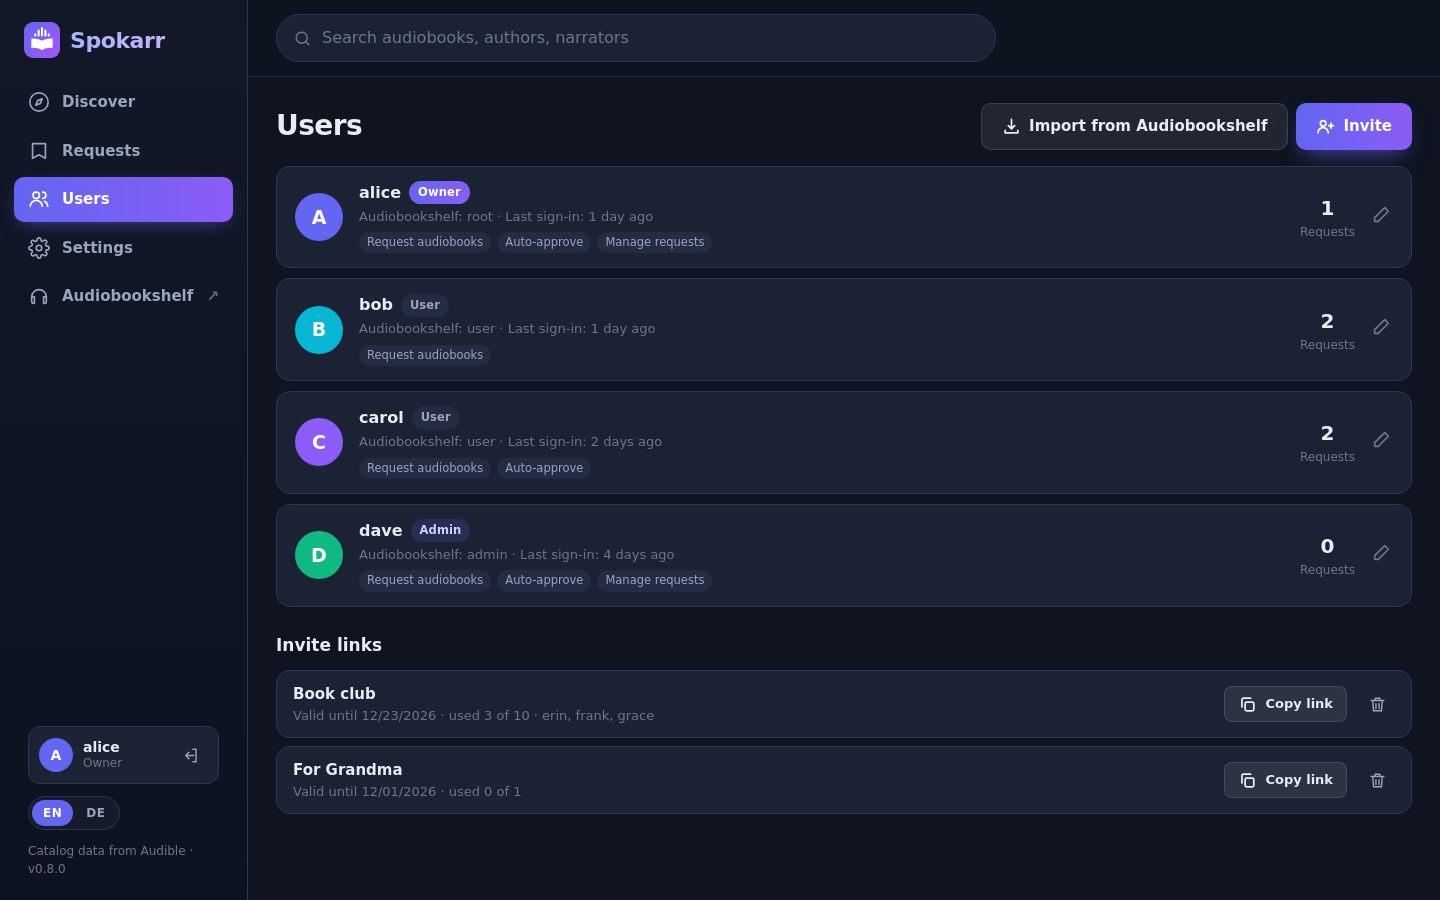 Spokarr
Discover
Requests
Users
Settings
Audiobookshelf ↗
A
alice
Owner
EN DE
Catalog data from Audible ·
v0.8.0
Search audiobooks, authors, narrators
Users
Import from Audiobookshelf
Invite
A
alice Owner
Audiobookshelf: root · Last sign-in: 1 day ago
Request audiobooks Auto-approve Manage requests
1
Requests
B
bob User
Audiobookshelf: user · Last sign-in: 1 day ago
Request audiobooks
2
Requests
C
carol User
Audiobookshelf: user · Last sign-in: 2 days ago
Request audiobooks Auto-approve
2
Requests
D
dave Admin
Audiobookshelf: admin · Last sign-in: 4 days ago
Request audiobooks Auto-approve Manage requests
0
Requests
Invite links
Book club
Valid until 12/23/2026 · used 3 of 10 · erin, frank, grace
Copy link
For Grandma
Valid until 12/01/2026 · used 0 of 1
Copy link